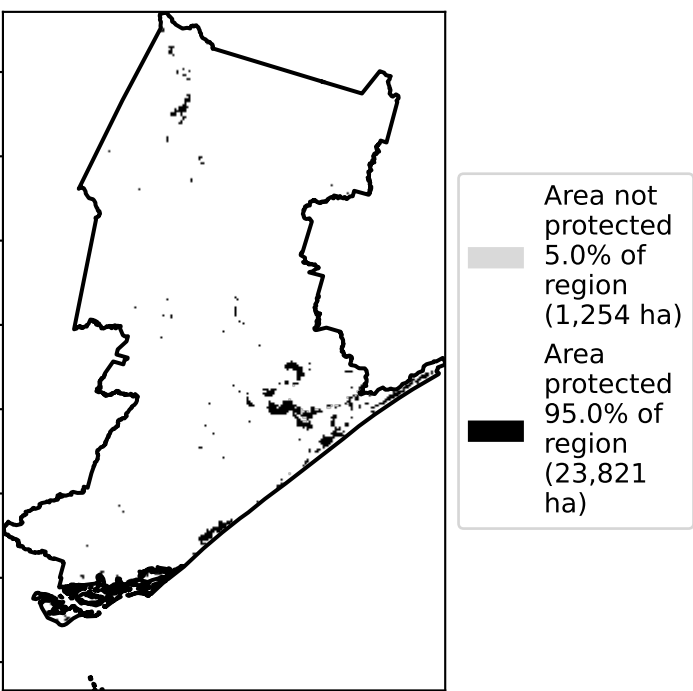 Area not
protected
5.0% of
region
(1,254 ha)
Area
protected
95.0% of
region
(23,821
ha)